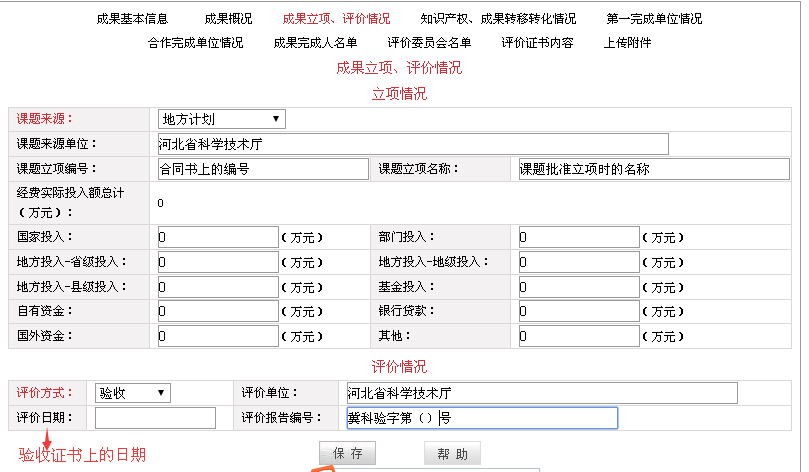 成果基本信息 成果概况 成果立项、评价情况 知识产权、成果转移转化情况 第一完成单位情况
合作完成单位情况 成果完成人名单 评价委员会名单 评价证书内容 上传附件
成果立项、评价情况
立项情况
课题来源： 地方计划
课题来源单位： 河北省科学技术厅
课题立项编号： 合同书上的编号 课题立项名称： 课题批准立项时的名称
经费实际投入额总计
（万元）： 0
国家投入： 0 （万元） 部门投入： 0 （万元）
地方投入-省级投入： 0 （万元） 地方投入-地级投入： 0 （万元）
地方投入-县级投入： 0 （万元） 基金投入： 0 （万元）
自有资金： 0 （万元） 银行贷款： 0 （万元）
国外资金： 0 （万元） 其他： 0 （万元）
评价情况
评价方式： 验收 评价单位： 河北省科学技术厅
评价日期： 评价报告编号： 冀科验字第（）号
验收证书上的日期
保 存 帮 助